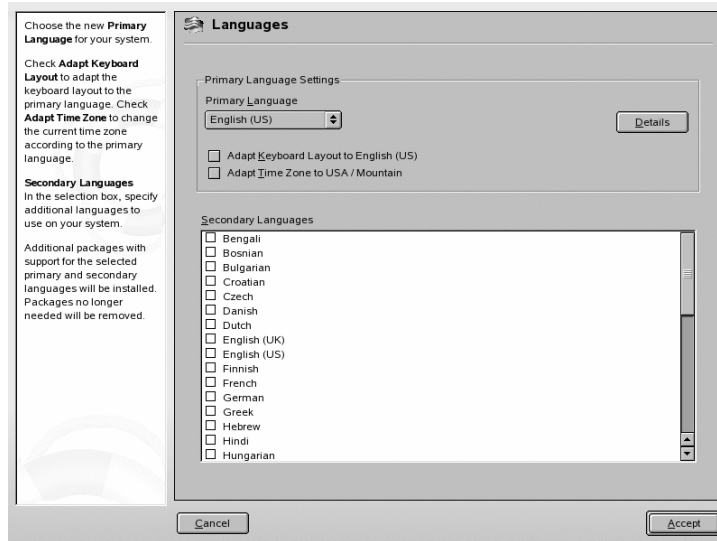 Choose the new Primary
Language for your system.
Check Adapt Keyboard
Layout to adapt the
keyboard layout to the
primary language. Check
Adapt Time Zone to change
the current time zone
according to the primary
language.
Secondary Languages
In the selection box, specify
additional languages to
use on your system.
Additional packages with
support for the selected
primary and secondary
languages will be installed.
Packages no longer
needed will be removed.
Languages
Primary Language Settings
Primary Language
English (US)
Details
Adapt Keyboard Layout to English (US)
Adapt Time Zone to USA / Mountain
Secondary Languages
Bengali
Bosnian
Bulgarian
Croatian
Czech
Danish
Dutch
English (UK)
English (US)
Finnish
French
German
Greek
Hebrew
Hindi
Hungarian
Cancel
Accept